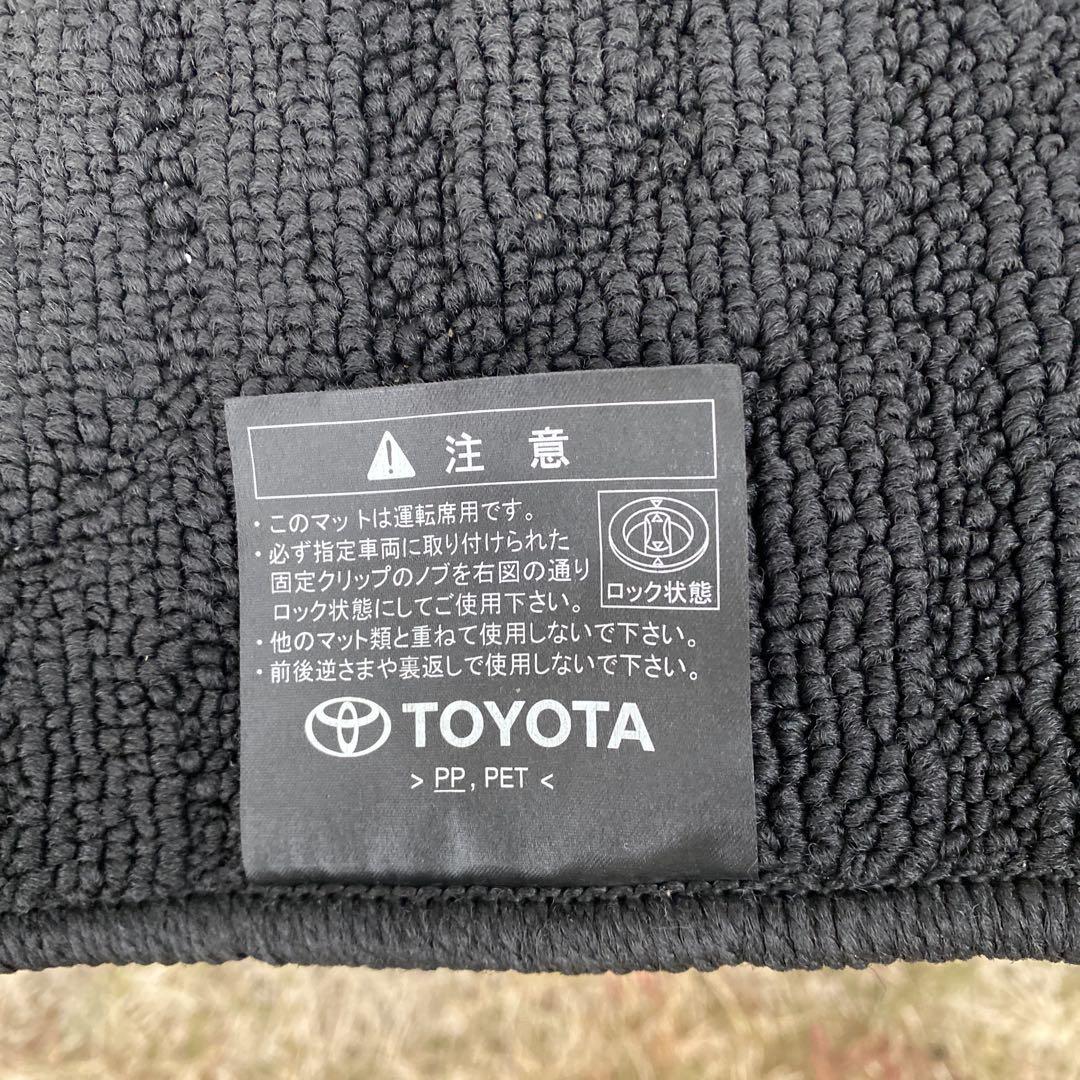 注意
・このマットは運転席用です。
・必ず指定車両に取り付けられた
固定クリップのノブを右図の通り
ロック状態にしてご使用下さい。
ロック状態
・他のマット類と重ねて使用しないで下さい。
・前後逆さまや裏返しで使用しないで下さい。
TOYOTA
> PP, PET <